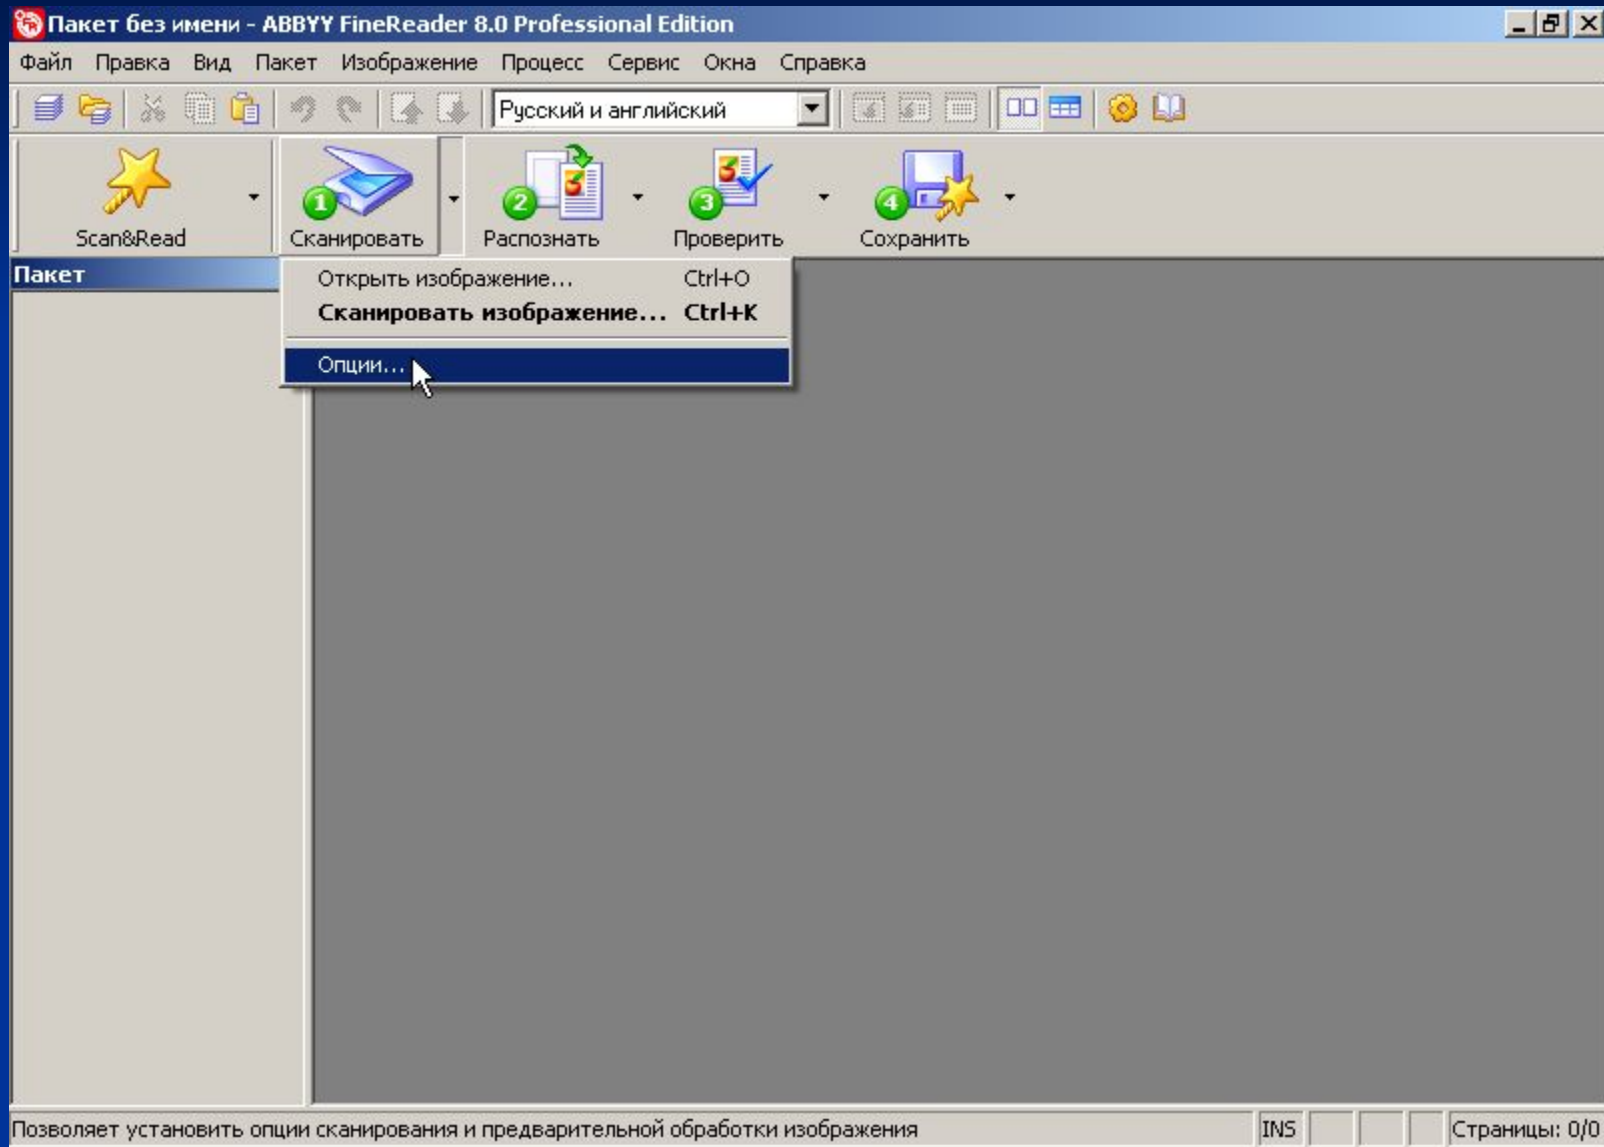 Пакет без имени - ABBYY FineReader 8.0 Professional Edition
Файл Правка Вид Пакет Изображение Процесс Сервис Окна Справка
Русский и английский
1 2 3 4
Scan&Read Сканировать Распознать Проверить Сохранить
Пакет
Открыть изображение... Ctrl+O
Сканировать изображение... Ctrl+K
Опции...
Позволяет установить опции сканирования и предварительной обработки изображения INS Страницы: 0/0